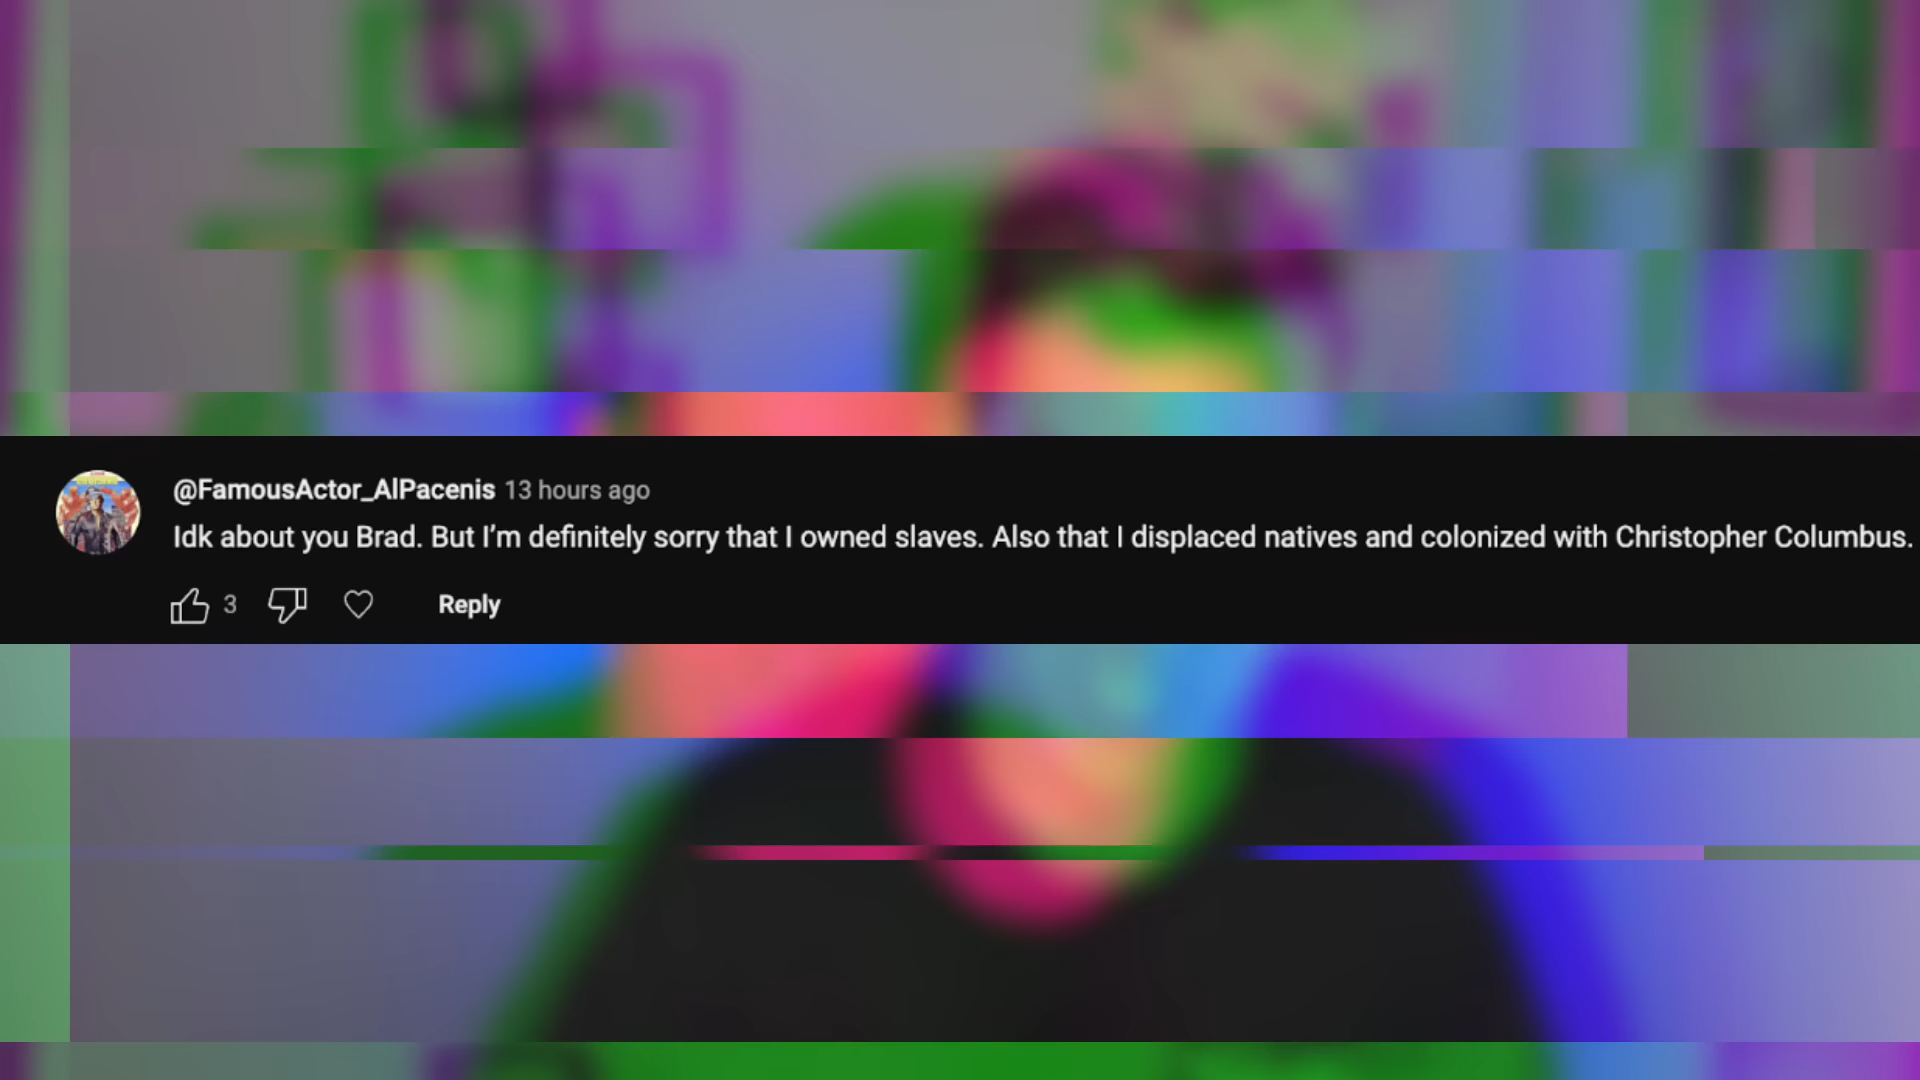 @FamousActor_AlPacenis 13 hours ago
Idk about you Brad. But I’m definitely sorry that I owned slaves. Also that I displaced natives and colonized with Christopher Columbus.
3
Reply